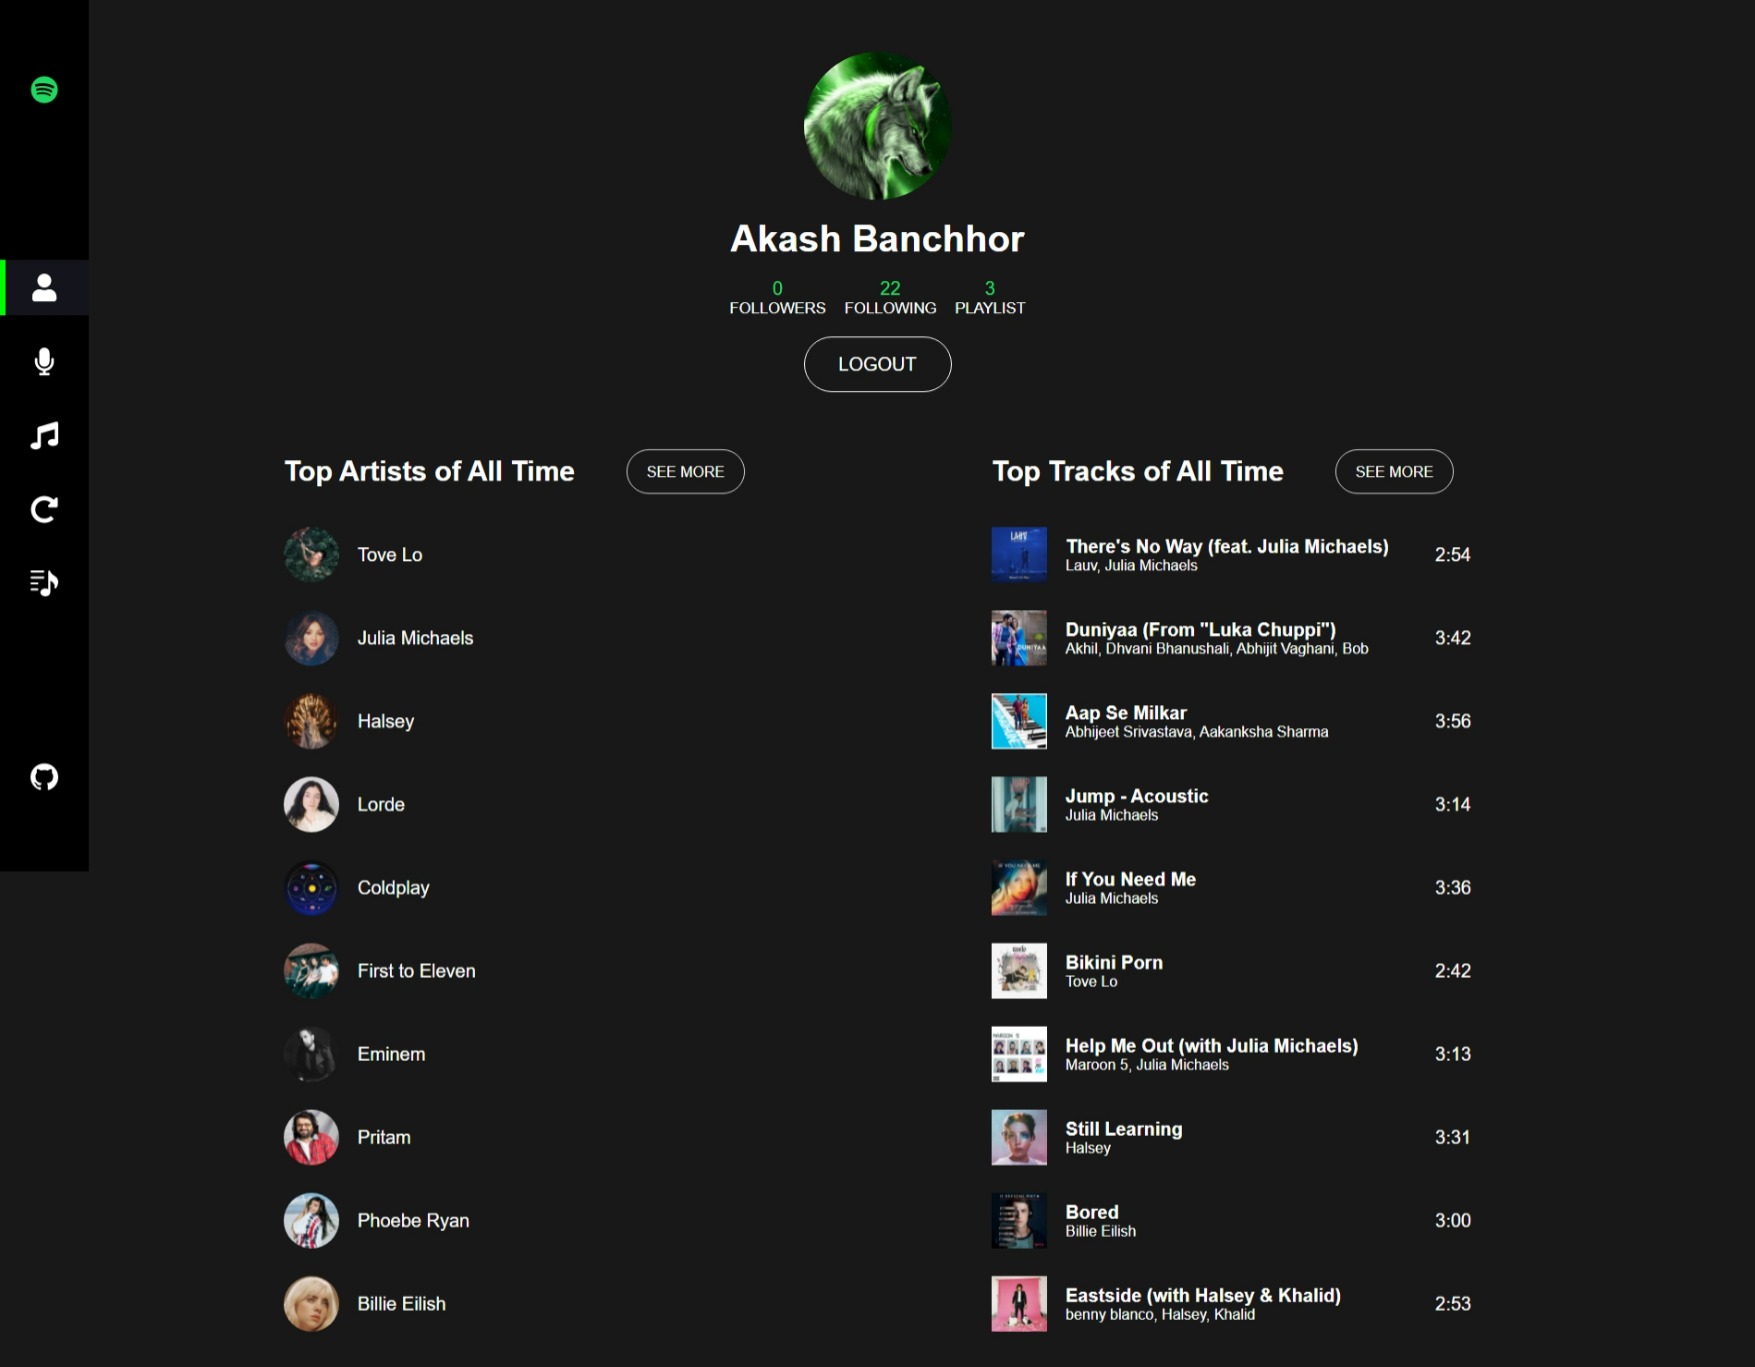 Akash Banchhor
0 22 3
FOLLOWERS FOLLOWING PLAYLIST
LOGOUT
Top Artists of All Time
SEE MORE
Tove Lo
Julia Michaels
Halsey
Lorde
Coldplay
First to Eleven
Eminem
Pritam
Phoebe Ryan
Billie Eilish
Top Tracks of All Time
SEE MORE
There's No Way (feat. Julia Michaels)
Lauv, Julia Michaels
2:54
Duniyaa (From "Luka Chuppi")
Akhil, Dhvani Bhanushali, Abhijit Vaghani, Bob
3:42
Aap Se Milkar
Abhijeet Srivastava, Aakanksha Sharma
3:56
Jump - Acoustic
Julia Michaels
3:14
If You Need Me
Julia Michaels
3:36
Bikini Porn
Tove Lo
2:42
Help Me Out (with Julia Michaels)
Maroon 5, Julia Michaels
3:13
Still Learning
Halsey
3:31
Bored
Billie Eilish
3:00
Eastside (with Halsey & Khalid)
benny blanco, Halsey, Khalid
2:53